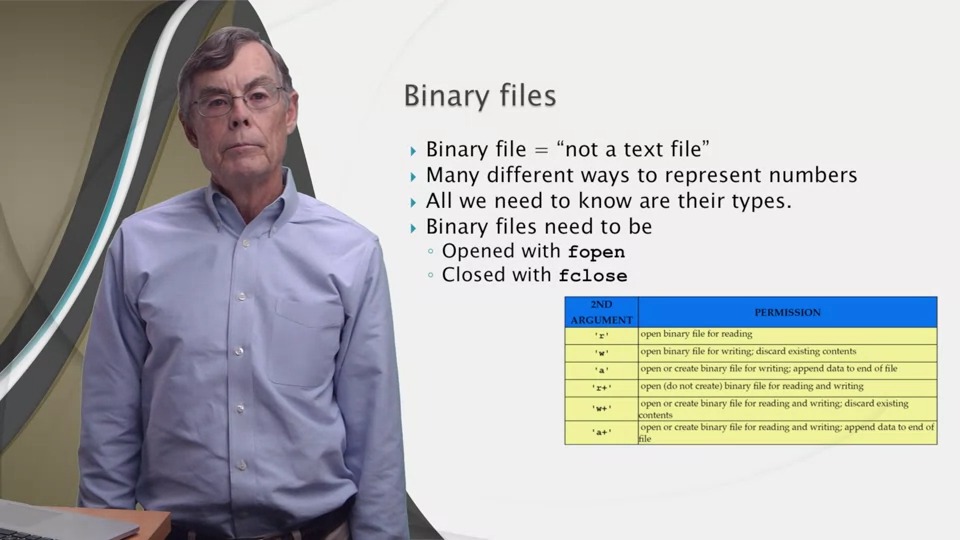 Binary files
Binary file = “not a text file”
Many different ways to represent numbers
All we need to know are their types.
Binary files need to be
Opened with fopen
Closed with fclose
2ND
ARGUMENT
PERMISSION
'r' open binary file for reading
'w' open binary file for writing; discard existing contents
'a' open or create binary file for writing; append data to end of file
'r+' open (do not create) binary file for reading and writing
'w+' open or create binary file for reading and writing; discard existing
contents
'a+' open or create binary file for reading and writing; append data to end of
file